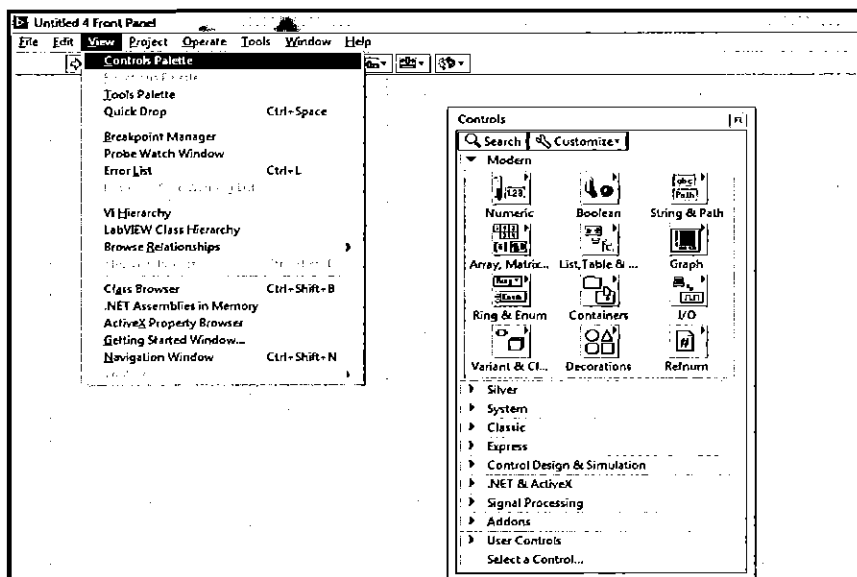 Untitled 4 Front Panel
File Edit View Project Operate Tools Window Help
Controls Palette
Tools Palette
Quick Drop Ctrl+Space
Breakpoint Manager
Probe Watch Window
Error List Ctrl+L
VI Hierarchy
LabVIEW Class Hierarchy
Browse Relationships
Class Browser Ctrl+Shift+B
.NET Assemblies in Memory
ActiveX Property Browser
Getting Started Window...
Navigation Window Ctrl+Shift+N
Controls
Search Customize
Modern
Numeric Boolean String & Path
Array, Matrix... List, Table & ... Graph
Ring & Enum Containers I/O
Variant & Cl... Decorations Refnum
Silver
System
Classic
Express
Control Design & Simulation
.NET & ActiveX
Signal Processing
Addons
User Controls
Select a Control...